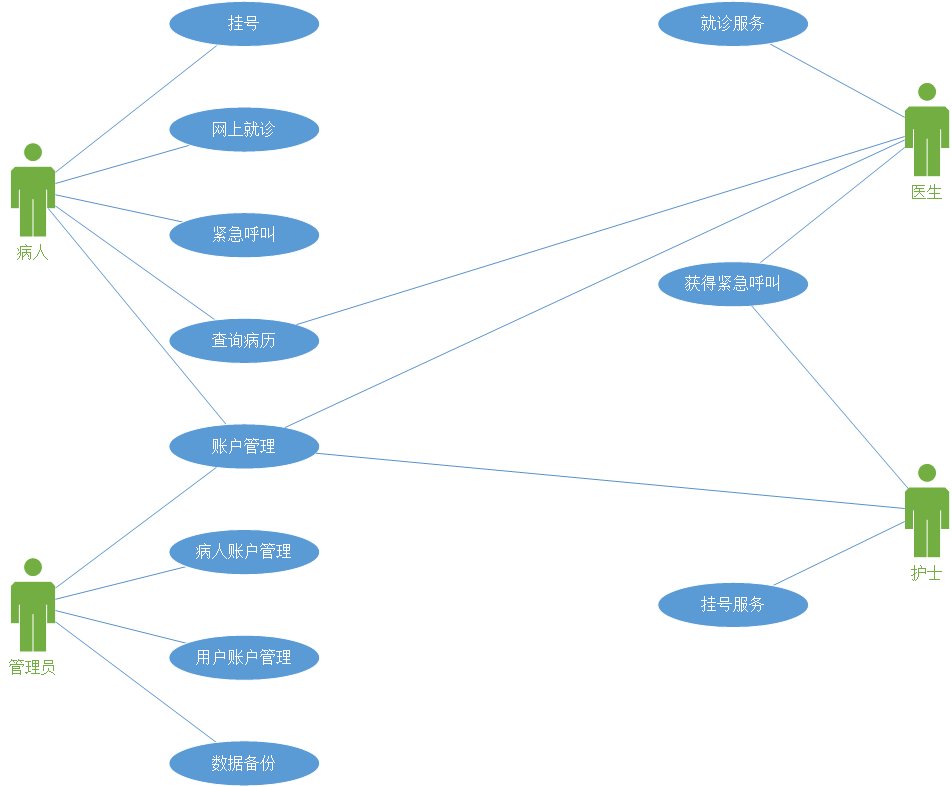 挂号
就诊服务
网上就诊
医生
病人
紧急呼叫
获得紧急呼叫
查询病历
账户管理
病人账户管理
护士
挂号服务
管理员
用户账户管理
数据备份